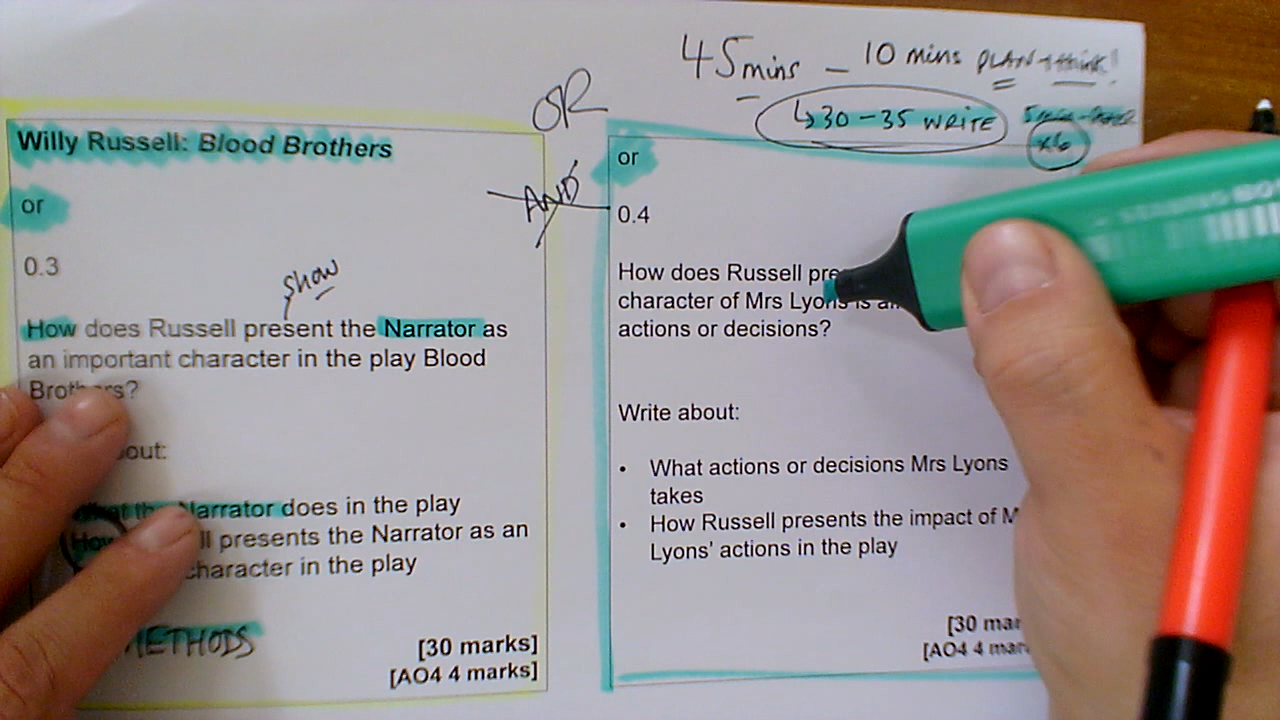 45mins – 10 mins PLAN + think!
↳ 30 – 35 WRITE
x6
OR
AND
Willy Russell: Blood Brothers
or
0.3
show
How does Russell present the Narrator as
an important character in the play Blood
Brothers?
out:
Narrator does in the play
ll presents the Narrator as an
character in the play
METHODS
[30 marks]
[AO4 4 marks]
or
0.4
How does Russell pre
character of Mrs Lyons is
actions or decisions?
Write about:
• What actions or decisions Mrs Lyons
takes
• How Russell presents the impact of M
Lyons' actions in the play
[30 mar
[AO4 4 mar